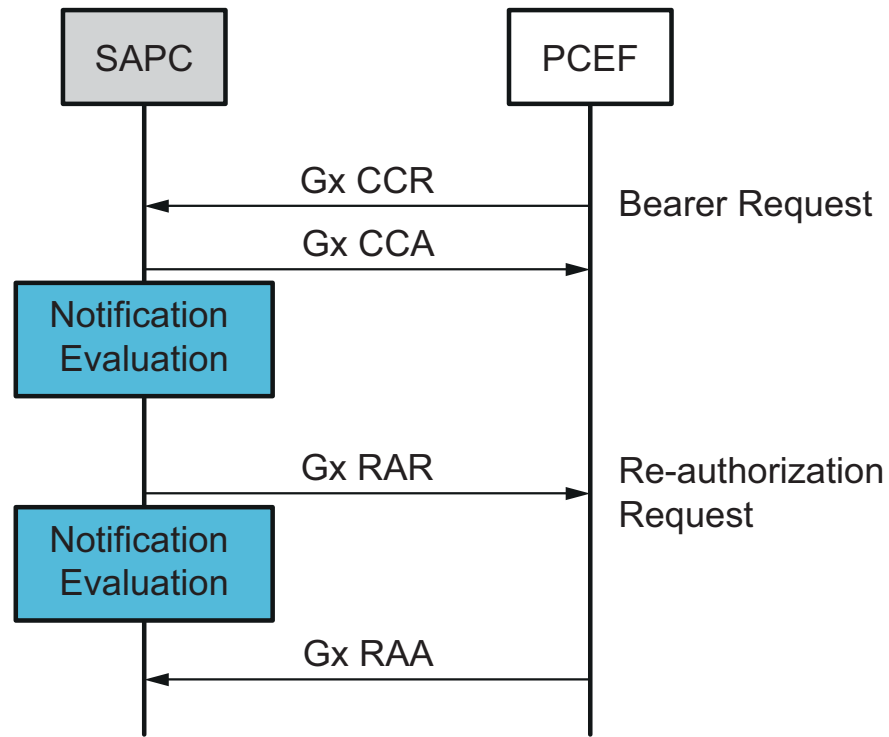 SAPC
PCEF
Gx CCR
Bearer Request
Gx CCA
Notification
Evaluation
Gx RAR
Re-authorization
Request
Notification
Evaluation
Gx RAA